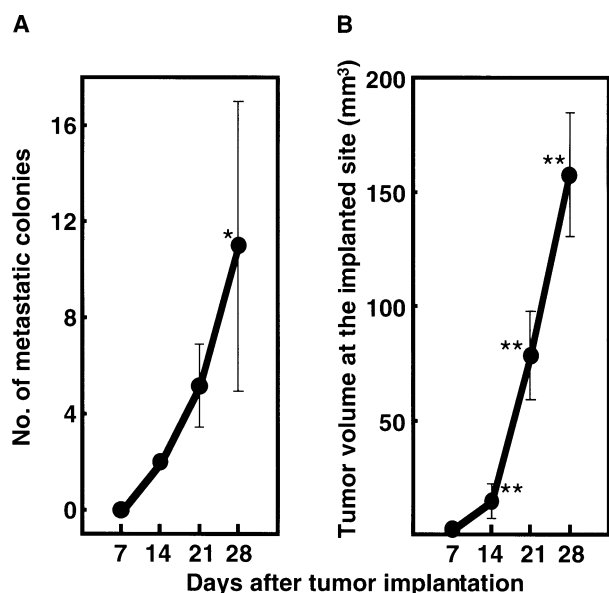 A
No. of metastatic colonies
16
12
8
4
0
*
7 14 21 28
B
Tumor volume at the implanted site (mm³)
200
150
100
50
**
**
**
7 14 21 28
Days after tumor implantation